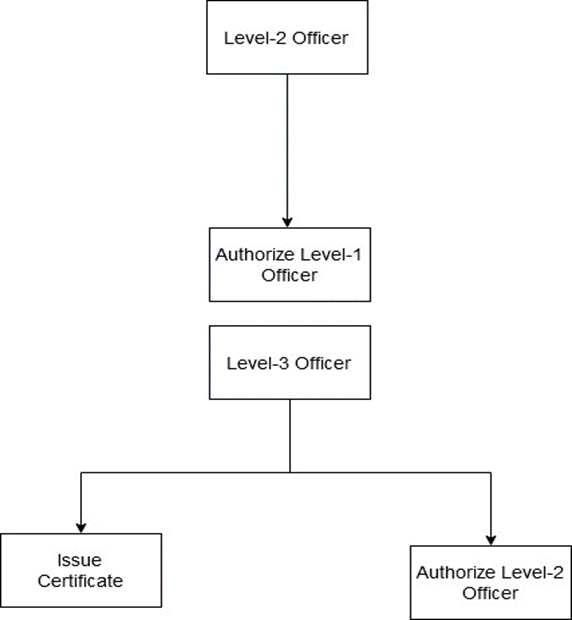 Level-2 Officer
Authorize Level-1
Officer
Level-3 Officer
Issue
Certificate
Authorize Level-2
Officer